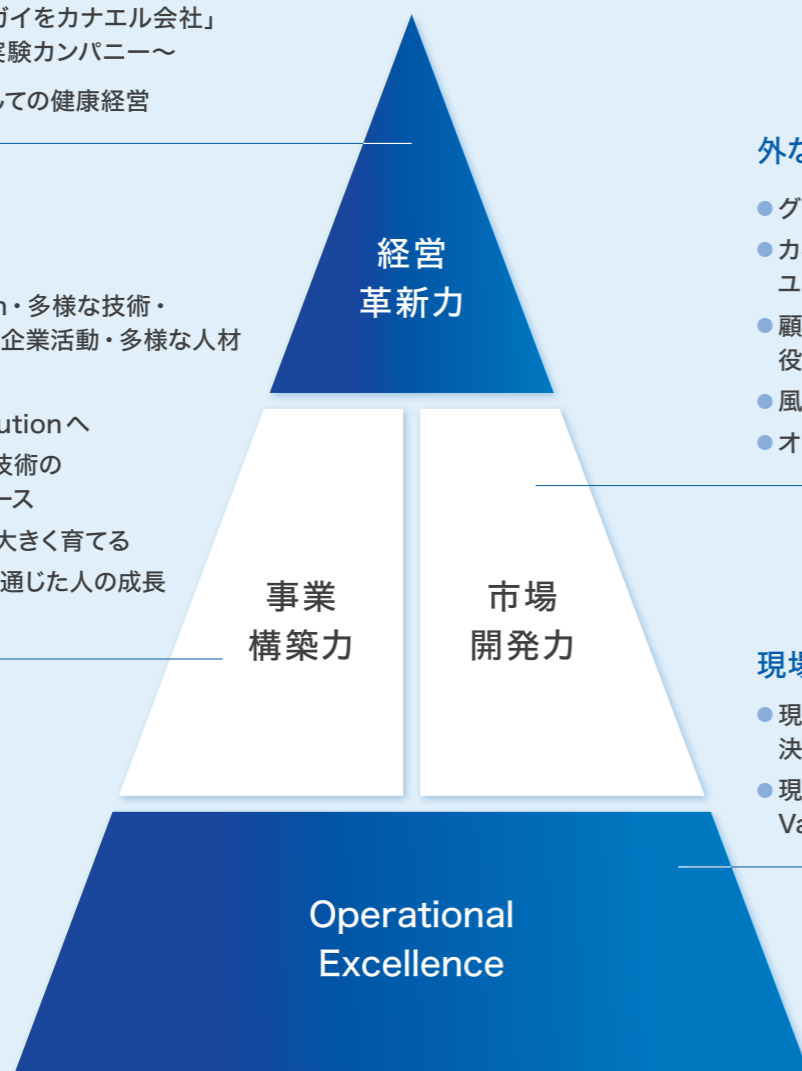 ガイをカナエル会社」
実験カンパニー〜
しての健康経営
n・多様な技術・
企業活動・多様な人材
utionへ
技術の
ース
大きく育てる
通じた人の成長
経営
革新力
事業
構築力
市場
開発力
Operational
Excellence
外な
● グ
● カ
ユ
● 顧
役
● 風
● オ
現場
● 現
決
● 現
Va